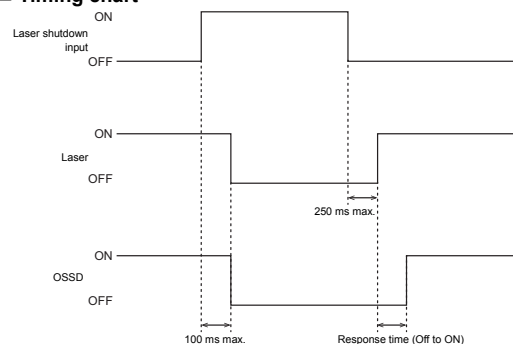 Timing chart
ON
Laser shutdown
input
OFF
ON
Laser
OFF
250 ms max.
ON
OSSD
OFF
100 ms max.
Response time (Off to ON)